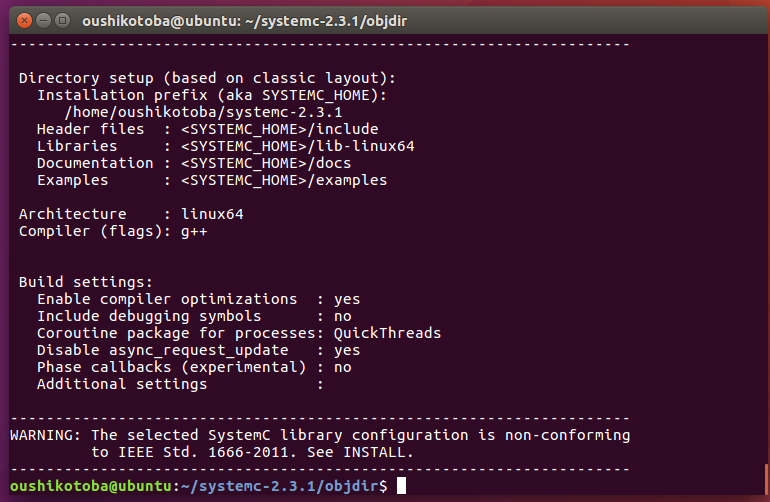 oushikotoba@ubuntu: ~/systemc-2.3.1/objdir
---------------------------------------------------------------------
Directory setup (based on classic layout):
Installation prefix (aka SYSTEMC_HOME):
/home/oushikotoba/systemc-2.3.1
Header files  : <SYSTEMC_HOME>/include
Libraries     : <SYSTEMC_HOME>/lib-linux64
Documentation : <SYSTEMC_HOME>/docs
Examples      : <SYSTEMC_HOME>/examples
Architecture    : linux64
Compiler (flags): g++
Build settings:
Enable compiler optimizations  : yes
Include debugging symbols      : no
Coroutine package for processes: QuickThreads
Disable async_request_update   : yes
Phase callbacks (experimental) : no
Additional settings            :
---------------------------------------------------------------------
WARNING: The selected SystemC library configuration is non-conforming
to IEEE Std. 1666-2011. See INSTALL.
---------------------------------------------------------------------
oushikotoba@ubuntu:~/systemc-2.3.1/objdir$